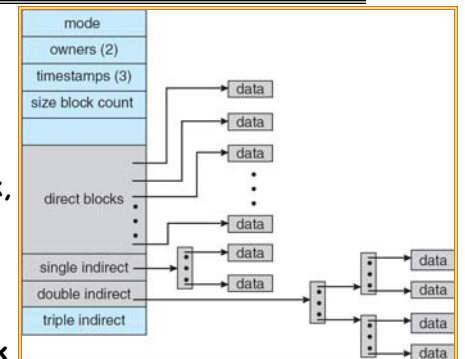 mode
owners (2)
timestamps (3)
size block count
data
data
data
direct blocks
data
data
single indirect
data
data
double indirect
data
triple indirect
data
data